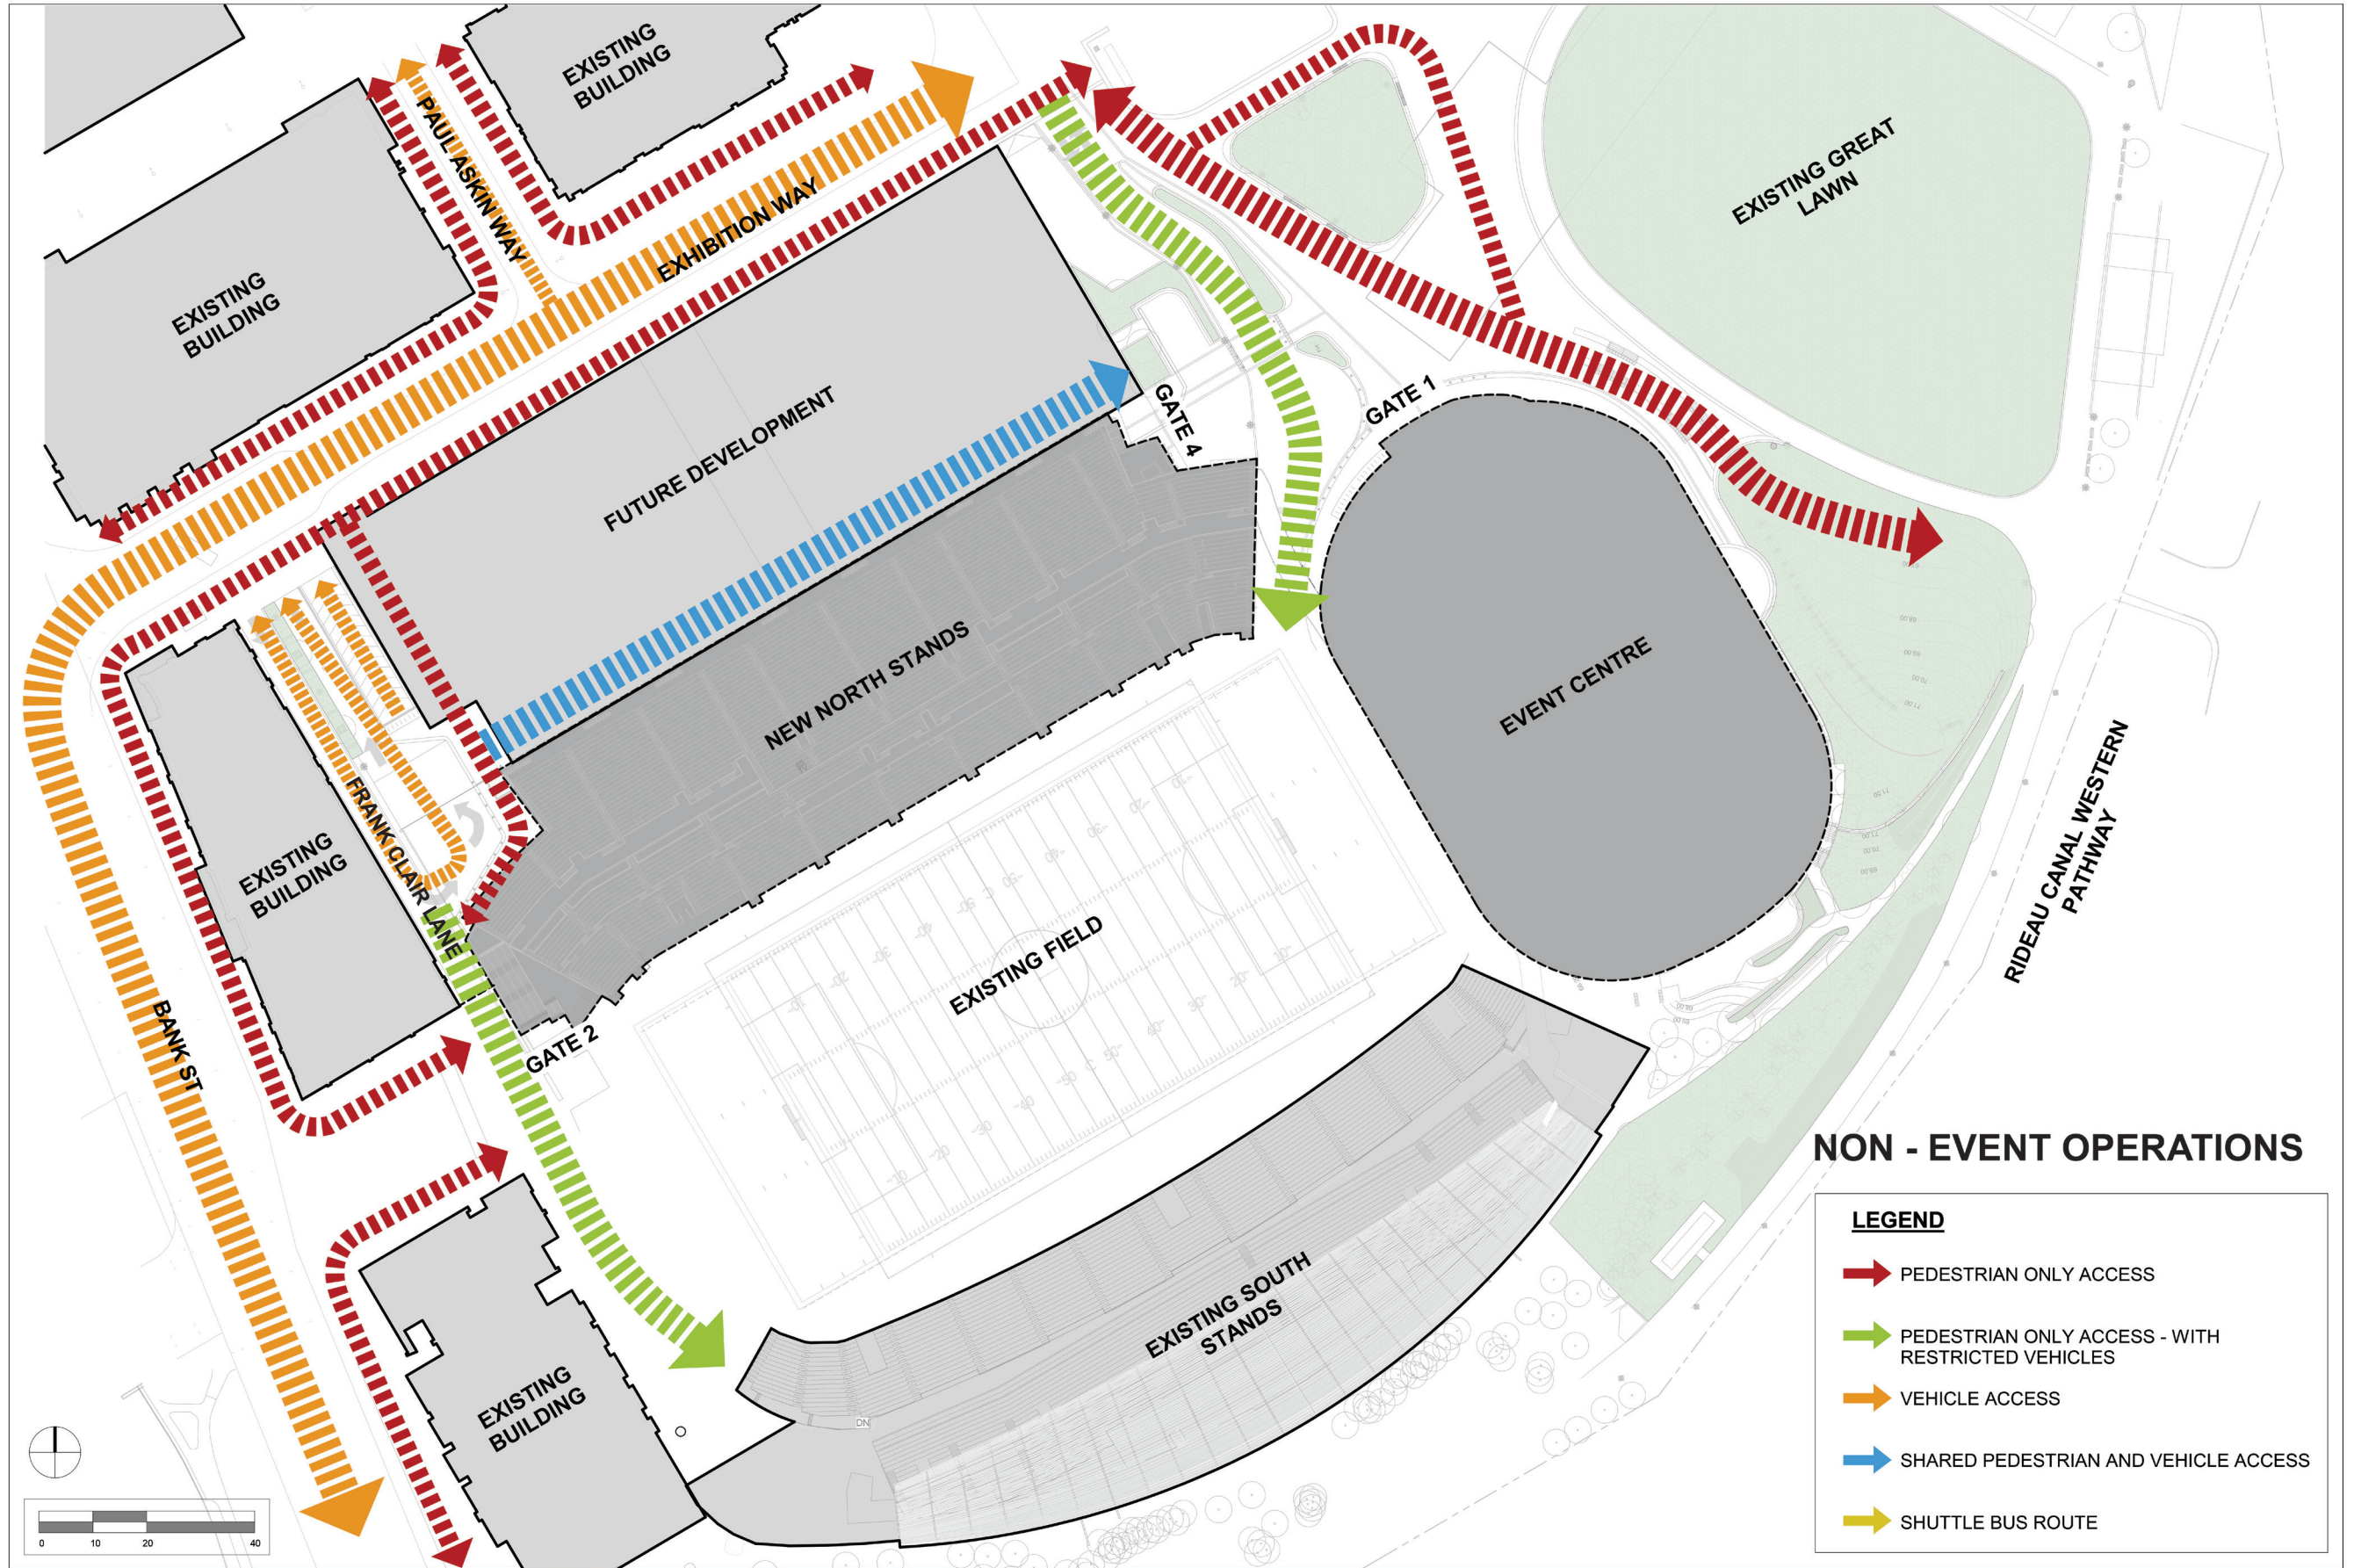 EXISTING
BUILDING
PAUL ASKIN WAY
EXHIBITION WAY
EXISTING GREAT
LAWN
EXISTING
BUILDING
FUTURE DEVELOPMENT
GATE 4
GATE 1
NEW NORTH STANDS
EVENT CENTRE
FRANK CLAIR LANE
EXISTING
BUILDING
RIDEAU CANAL WESTERN
PATHWAY
EXISTING FIELD
BANK ST
GATE 2
EXISTING SOUTH
STANDS
EXISTING
BUILDING
DN
NON - EVENT OPERATIONS
LEGEND
PEDESTRIAN ONLY ACCESS
PEDESTRIAN ONLY ACCESS - WITH
RESTRICTED VEHICLES
VEHICLE ACCESS
SHARED PEDESTRIAN AND VEHICLE ACCESS
SHUTTLE BUS ROUTE
0 10 20 40